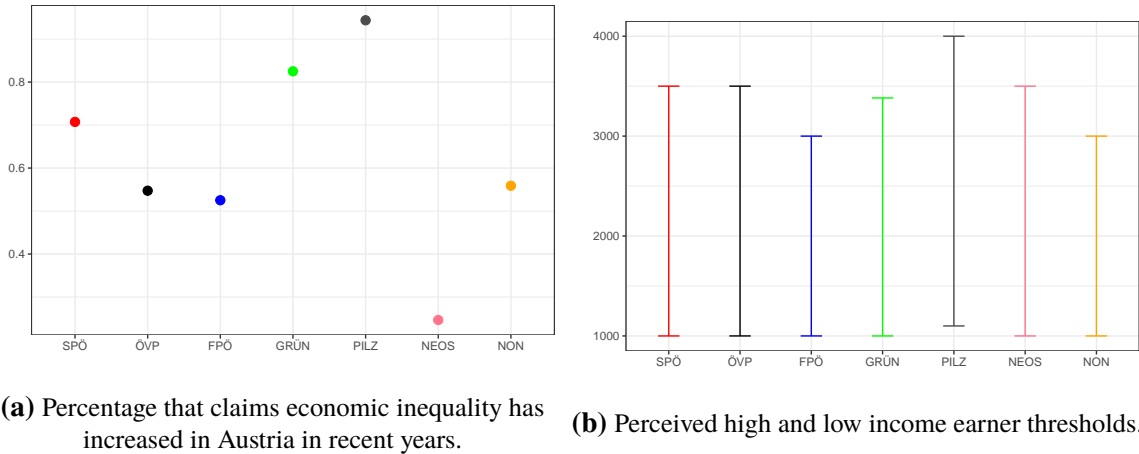 0.8
0.6
0.4
SPÖ ÖVP FPÖ GRÜN PILZ NEOS NON
(a) Percentage that claims economic inequality has
increased in Austria in recent years.
4000
3000
2000
1000
SPÖ ÖVP FPÖ GRÜN PILZ NEOS NON
(b) Perceived high and low income earner thresholds.